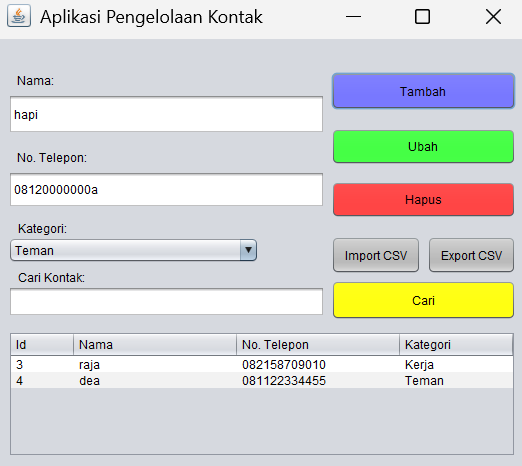 Aplikasi Pengelolaan Kontak
Nama:
hapi
Tambah
Ubah
No. Telepon:
08120000000a
Hapus
Kategori:
Teman
Import CSV Export CSV
Cari Kontak:
Cari
Id Nama No. Telepon Kategori
3 raja 082158709010 Kerja
4 dea 081122334455 Teman